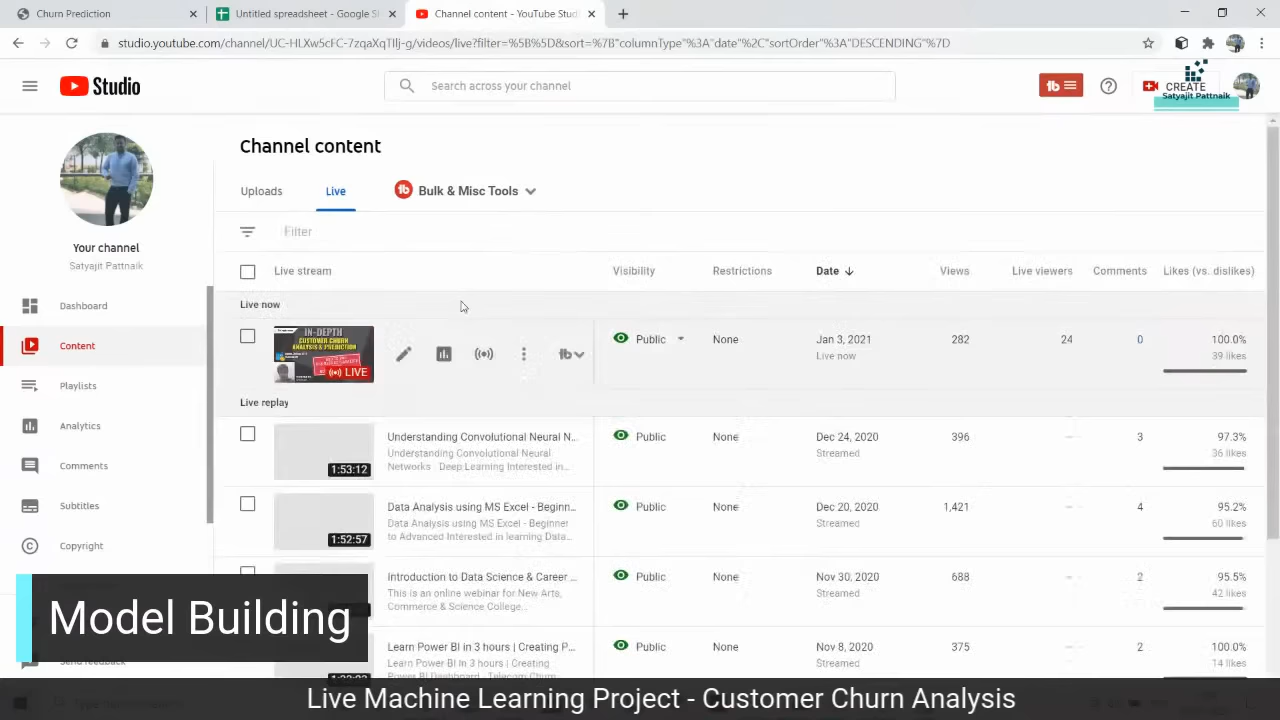 Churn Prediction
Untitled spreadsheet - Google S
Channel content - YouTube Stud
studio.youtube.com/channel/UC-HLXw5cFC-7zqaXqTlIj-g/videos/live?filter=%5B%5D&sort=%7B"columnType"%3A"date"%2C"sortOrder"%3A"DESCENDING"%7D
Studio
Search across your channel
CREATE
Satyajit Pattnaik
Channel content
Uploads
Live
Bulk & Misc Tools
Filter
Your channel
Satyajit Pattnaik
Dashboard
Content
Playlists
Analytics
Comments
Subtitles
Copyright
Send feedback
Live stream
Visibility
Restrictions
Date
Views
Live viewers
Comments
Likes (vs. dislikes)
Live now
IN-DEPTH
CUSTOMER CHURN
ANALYSIS & PREDICTION
LIVE
Public
None
Jan 3, 2021
Live now
282
24
0
100.0%
39 likes
Live replay
1:53:12
Understanding Convolutional Neural N...
Understanding Convolutional Neural
Networks Deep Learning Interested in...
Public
None
Dec 24, 2020
Streamed
396
3
97.3%
36 likes
1:52:57
Data Analysis using MS Excel - Beginn...
Data Analysis using MS Excel - Beginner
to Advanced Interested in learning Data...
Public
None
Dec 20, 2020
Streamed
1,421
4
95.2%
60 likes
Introduction to Data Science & Career ...
This is an online webinar for New Arts,
Commerce & Science College...
Public
None
Nov 30, 2020
Streamed
688
2
95.5%
42 likes
Learn Power BI in 3 hours | Creating ...
Learn Power BI in 3 hours | Creating
Public
None
Nov 8, 2020
Streamed
375
2
100.0%
14 likes
Model Building
Live Machine Learning Project - Customer Churn Analysis